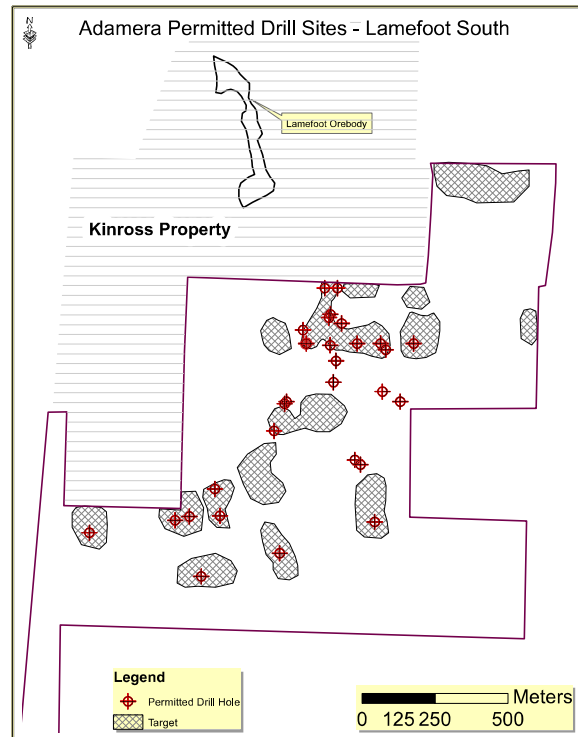 N
Adamera Permitted Drill Sites - Lamefoot South
Lamefoot Orebody
Kinross Property
Legend
Permitted Drill Hole
Target
Meters
0 125 250 500